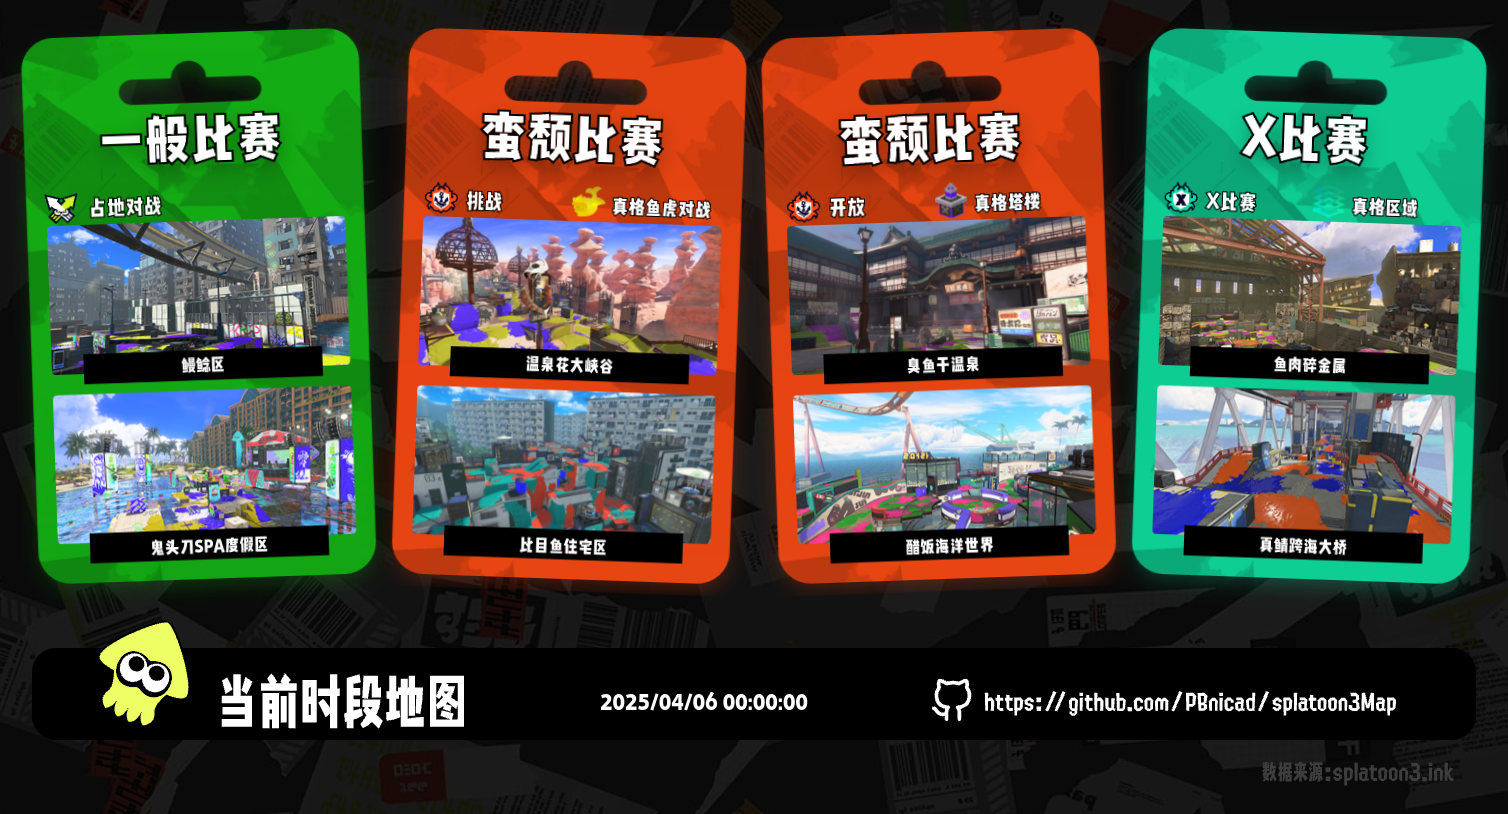 一般比赛
占地对战
鳗鲶区
鬼头刀SPA度假区
蛮颓比赛
挑战
真格鱼虎对战
温泉花大峡谷
比目鱼住宅区
蛮颓比赛
开放
真格塔楼
臭鱼干温泉
醋饭海洋世界
X比赛
X比赛
真格区域
鱼肉碎金属
真鲭跨海大桥
当前时段地图
2025/04/06 00:00:00
https://github.com/PBnicad/splatoon3Map
数据来源:splatoon3.ink